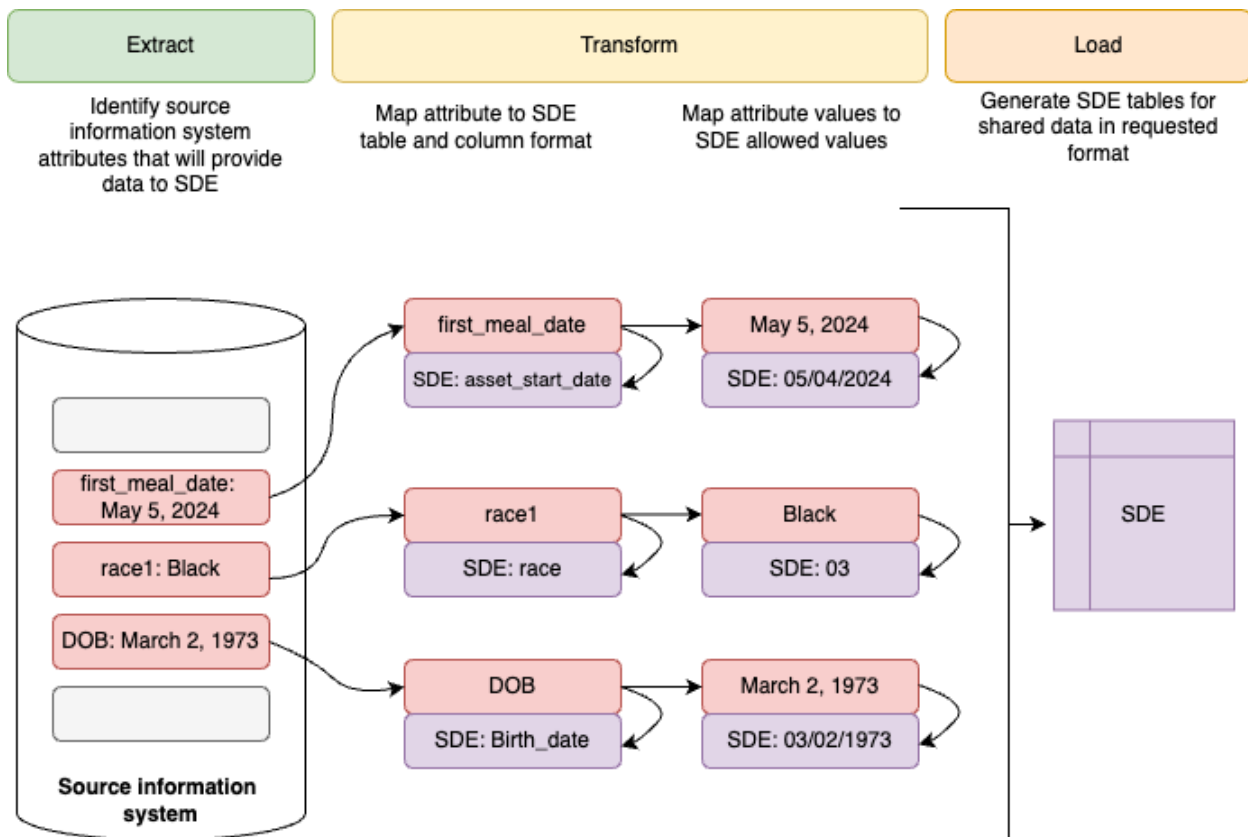 Extract
Transform
Load
Identify source
information system
attributes that will provide
data to SDE
Map attribute to SDE
table and column format
Map attribute values to
SDE allowed values
Generate SDE tables for
shared data in requested
format
first_meal_date:
May 5, 2024
race1: Black
DOB: March 2, 1973
Source information
system
first_meal_date
SDE: asset_start_date
May 5, 2024
SDE: 05/04/2024
race1
SDE: race
Black
SDE: 03
DOB
SDE: Birth_date
March 2, 1973
SDE: 03/02/1973
SDE